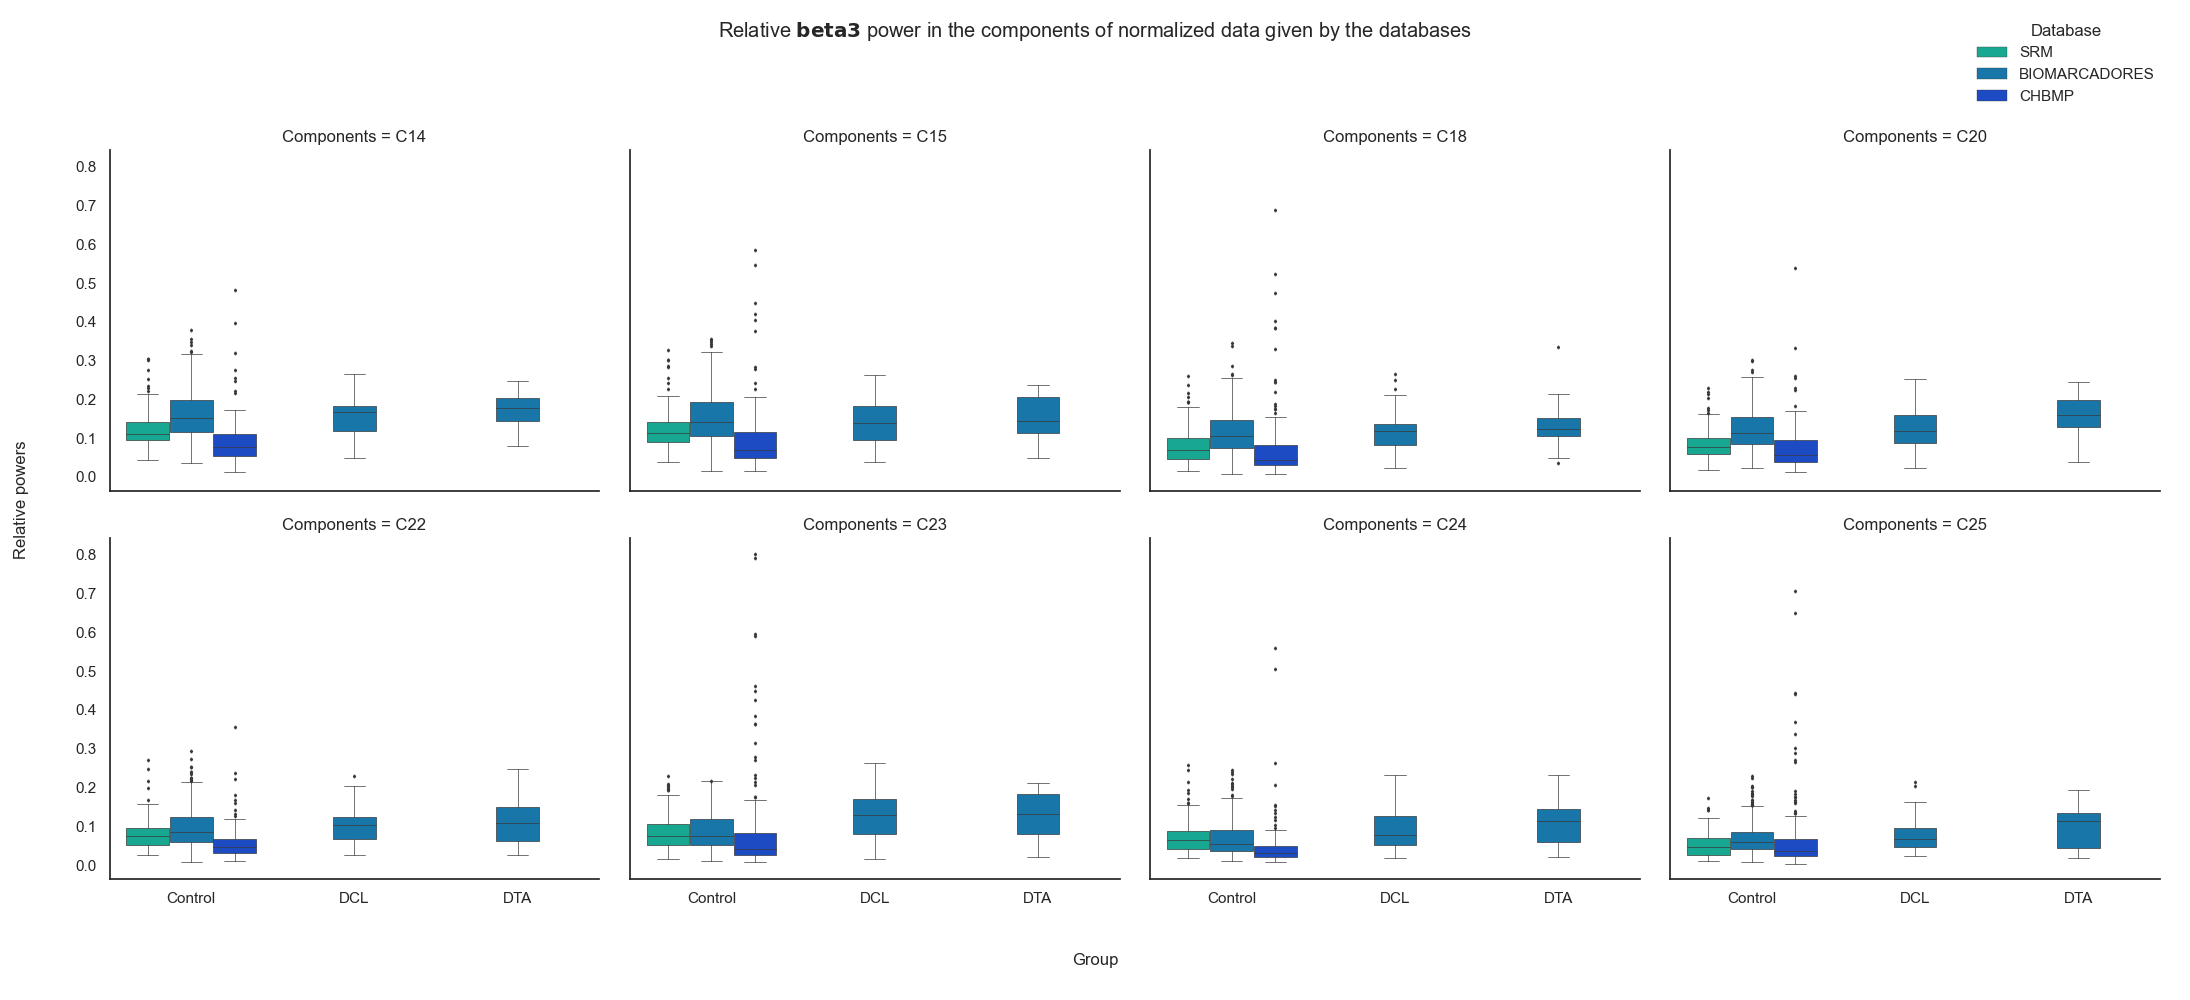 Relative beta3 power in the components of normalized data given by the databases
Database
SRM
BIOMARCADORES
CHBMP
Components = C14
Components = C15
Components = C18
Components = C20
0.8
0.7
0.6
0.5
0.4
0.3
0.2
0.1
0.0
Relative powers
Components = C22
Components = C23
Components = C24
Components = C25
0.8
0.7
0.6
0.5
0.4
0.3
0.2
0.1
0.0
Control DCL DTA
Control DCL DTA
Control DCL DTA
Control DCL DTA
Group